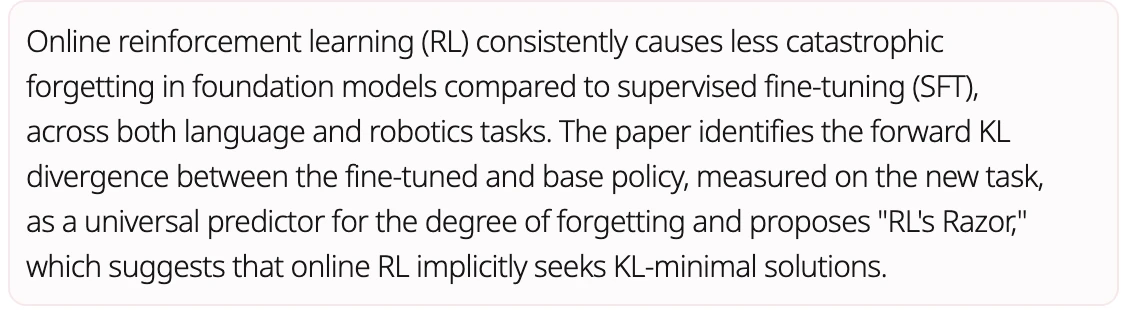 Online reinforcement learning (RL) consistently causes less catastrophic
forgetting in foundation models compared to supervised fine-tuning (SFT),
across both language and robotics tasks. The paper identifies the forward KL
divergence between the fine-tuned and base policy, measured on the new task,
as a universal predictor for the degree of forgetting and proposes "RL's Razor,"
which suggests that online RL implicitly seeks KL-minimal solutions.